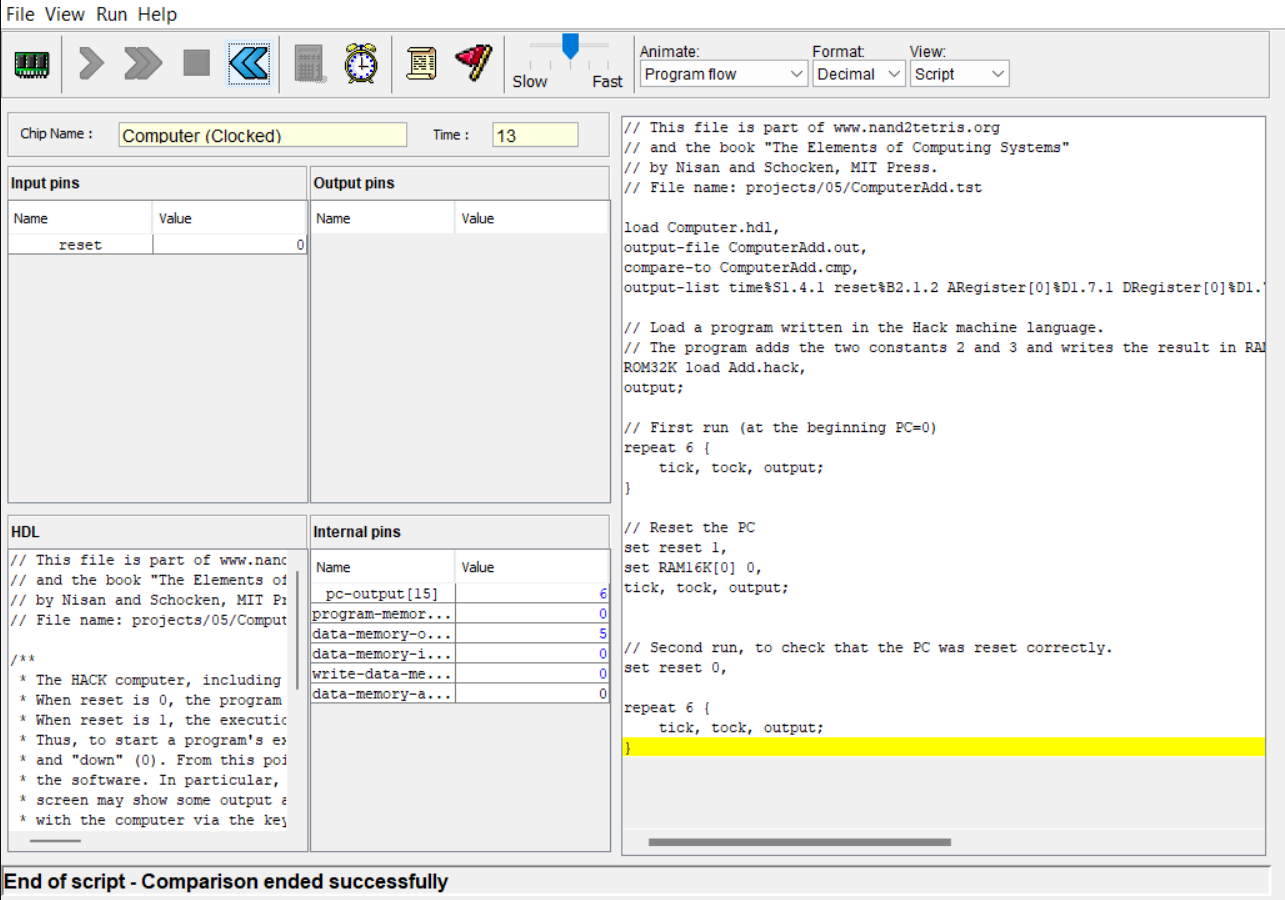 File View Run Help
Slow Fast
Animate: Format: View:
Program flow Decimal Script
Chip Name : Computer (Clocked) Time : 13
Input pins
Name Value
reset 0
Output pins
Name Value
HDL
// This file is part of www.nand
// and the book "The Elements of
// by Nisan and Schocken, MIT Pr
// File name: projects/05/Comput
/**
* The HACK computer, including
* When reset is 0, the program
* When reset is 1, the executio
* Thus, to start a program's ex
* and "down" (0). From this poi
* the software. In particular,
* screen may show some output a
* with the computer via the key
Internal pins
Name Value
pc-output[15] 6
program-memor... 0
data-memory-o... 5
data-memory-i... 0
write-data-me... 0
data-memory-a... 0
// This file is part of www.nand2tetris.org
// and the book "The Elements of Computing Systems"
// by Nisan and Schocken, MIT Press.
// File name: projects/05/ComputerAdd.tst
load Computer.hdl,
output-file ComputerAdd.out,
compare-to ComputerAdd.cmp,
output-list time%S1.4.1 reset%B2.1.2 ARegister[0]%D1.7.1 DRegister[0]%D1.7
// Load a program written in the Hack machine language.
// The program adds the two constants 2 and 3 and writes the result in RAM
ROM32K load Add.hack,
output;
// First run (at the beginning PC=0)
repeat 6 {
tick, tock, output;
}
// Reset the PC
set reset 1,
set RAM16K[0] 0,
tick, tock, output;
// Second run, to check that the PC was reset correctly.
set reset 0,
repeat 6 {
tick, tock, output;
}
End of script - Comparison ended successfully